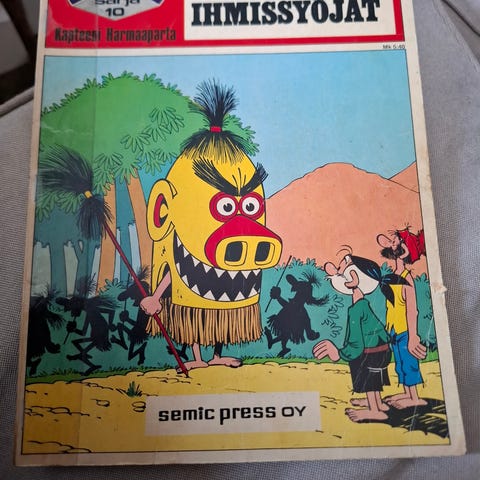 sarja
10
IHMISSYÖJÄT
Kapteeni Harmaaparta
Mk 5:40
semic press OY